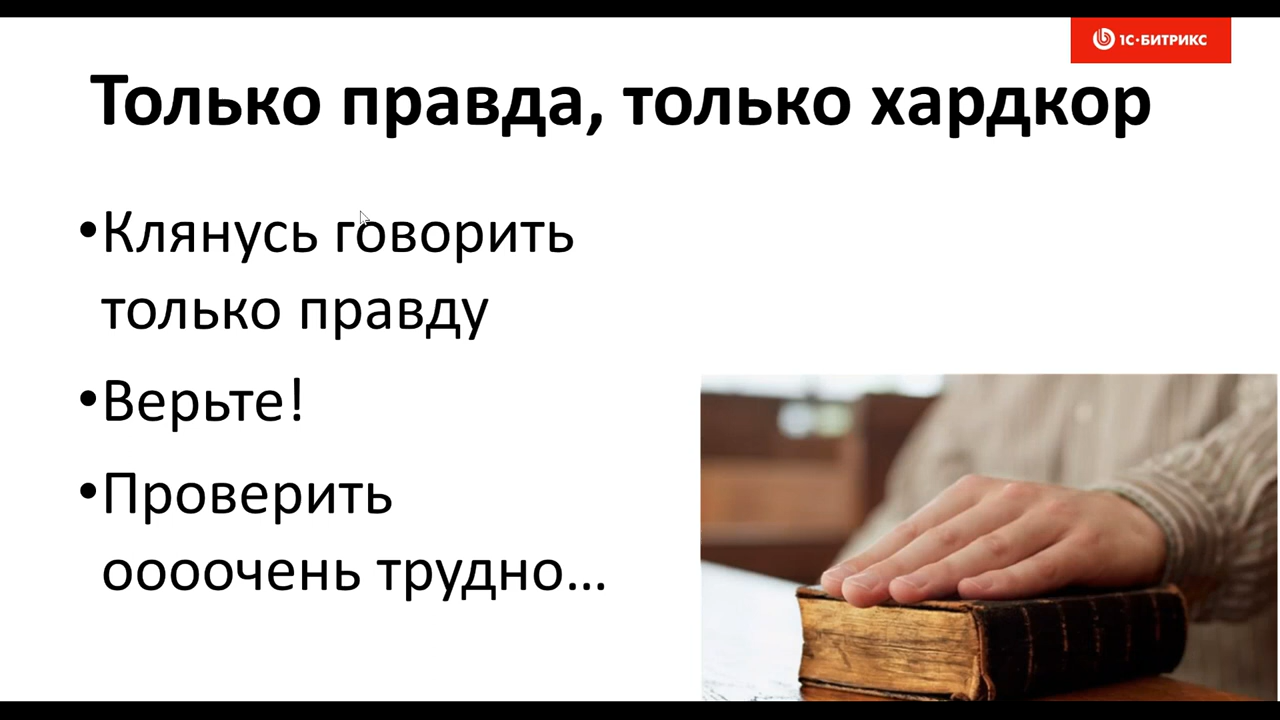 1С·БИТРИКС
Только правда, только хардкор
•Клянусь говорить
только правду
•Верьте!
•Проверить
оооочень трудно...